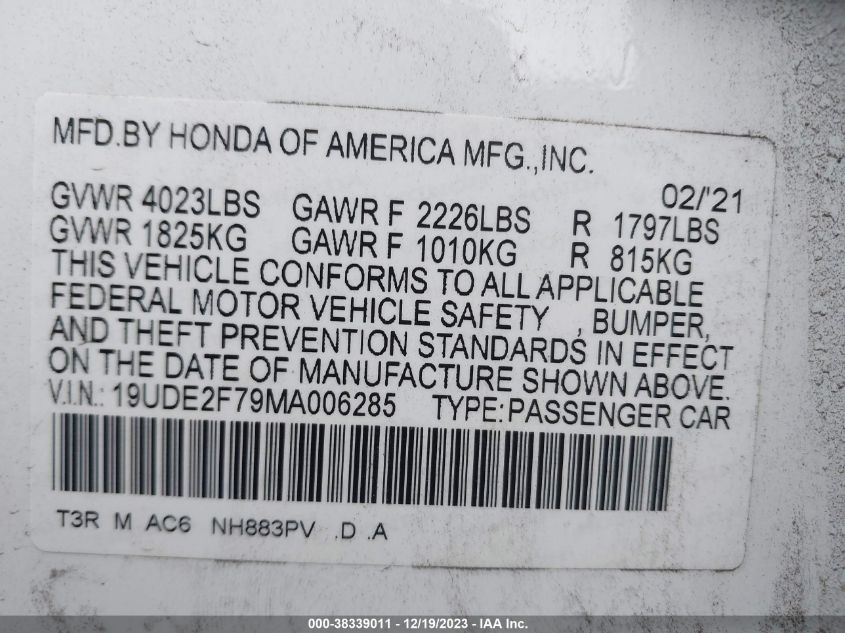 MFD.BY HONDA OF AMERICA MFG.,INC.
02/'21
GVWR 4023LBS GAWR F 2226LBS R 1797LBS
GVWR 1825KG GAWR F 1010KG R 815KG
THIS VEHICLE CONFORMS TO ALL APPLICABLE
FEDERAL MOTOR VEHICLE SAFETY , BUMPER,
AND THEFT PREVENTION STANDARDS IN EFFECT
ON THE DATE OF MANUFACTURE SHOWN ABOVE.
V.I.N.: 19UDE2F79MA006285 TYPE:PASSENGER CAR
T3R M AC6 NH883PV .D .A
000-38339011 - 12/19/2023 - IAA Inc.